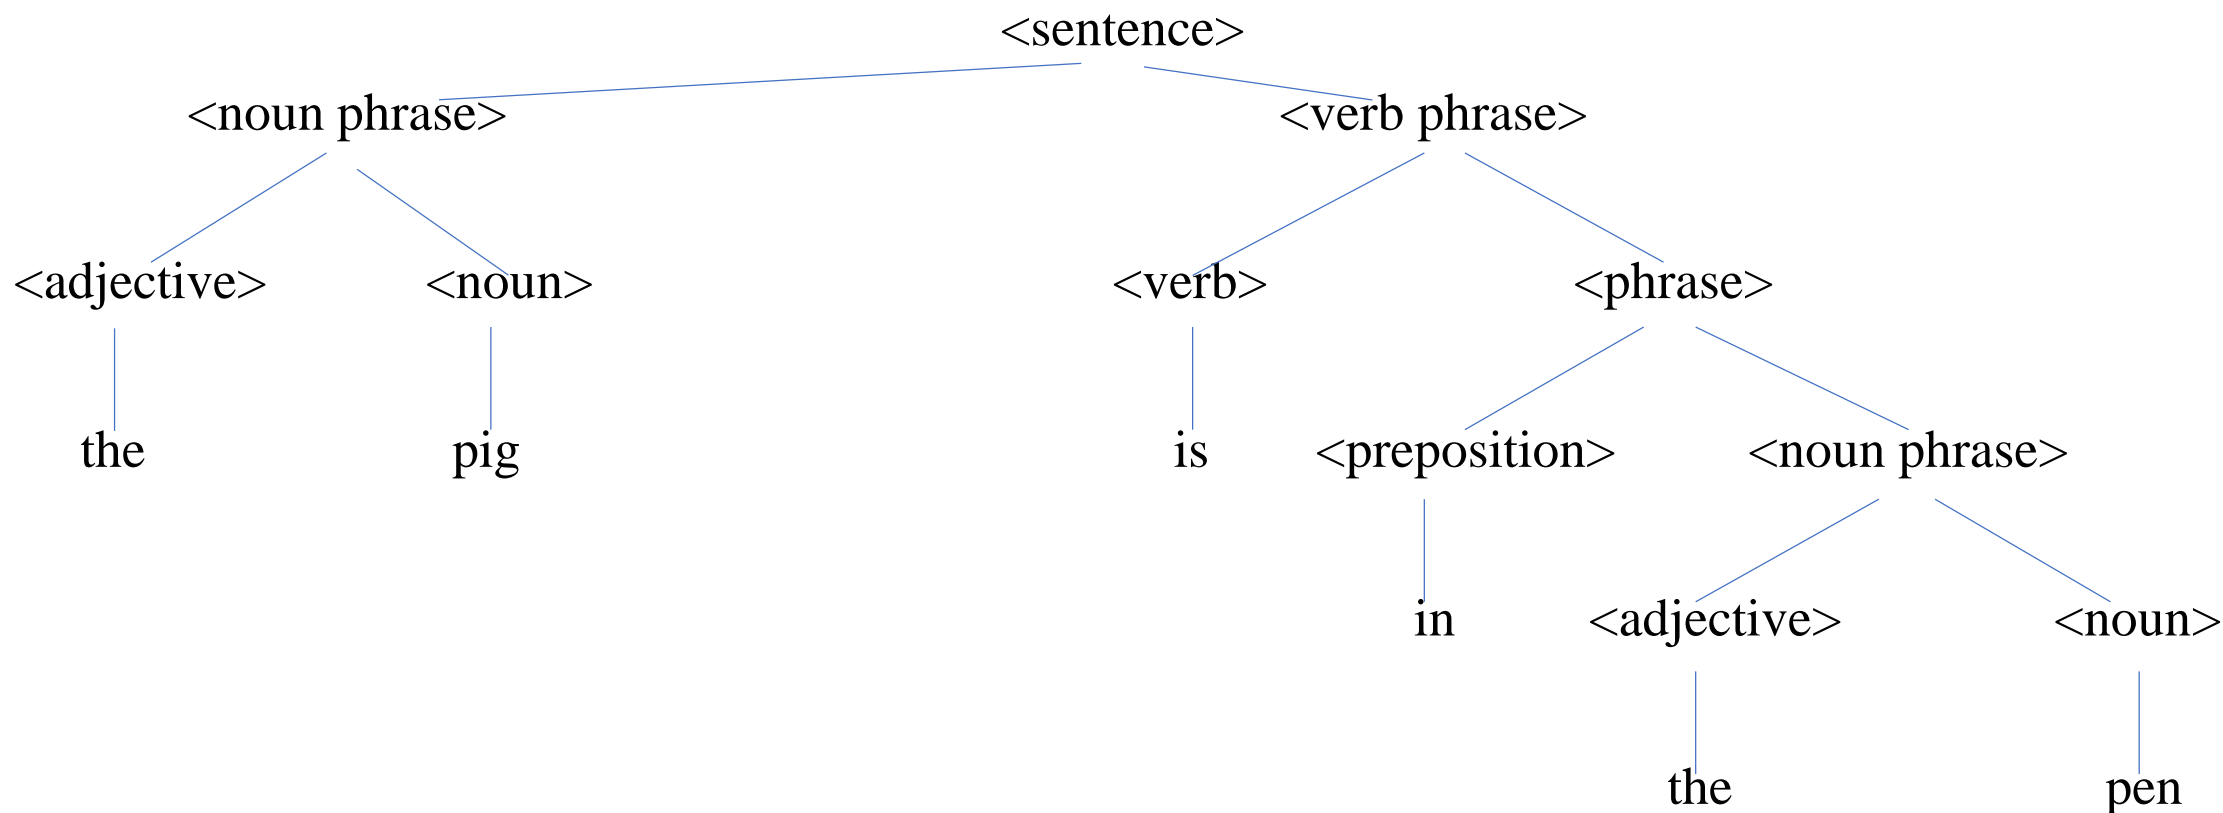 <sentence>
<noun phrase> <verb phrase>
<adjective> <noun> <verb> <phrase>
the pig is <preposition> <noun phrase>
in <adjective> <noun>
the pen